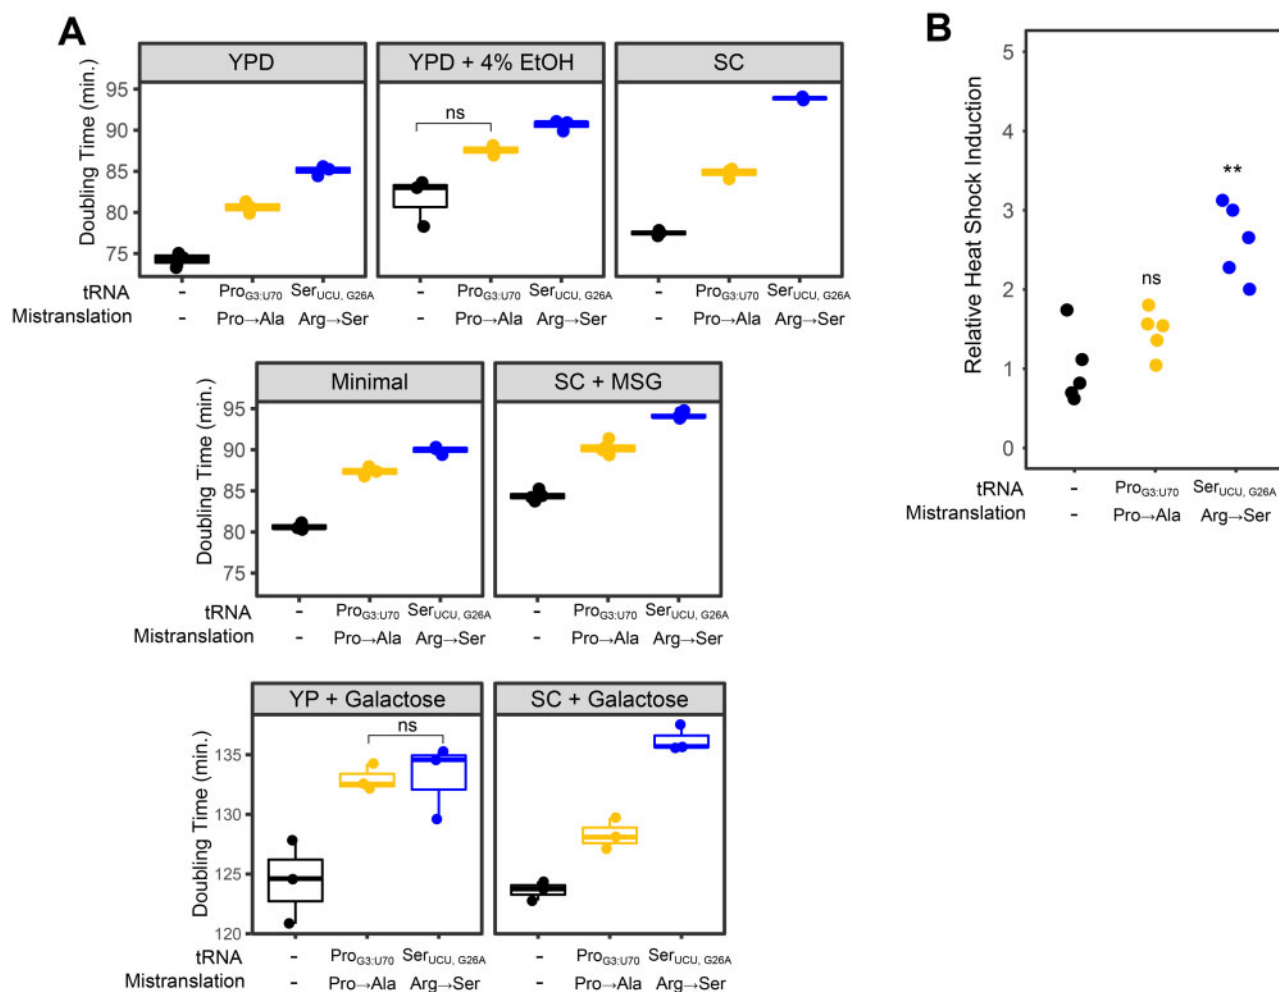 A
YPD
YPD + 4% EtOH
SC
Doubling Time (min.)
95
90
85
80
75
ns
tRNA
- ProG3:U70 SerUCU, G26A
- ProG3:U70 SerUCU, G26A
- ProG3:U70 SerUCU, G26A
Mistranslation
- Pro→Ala Arg→Ser
- Pro→Ala Arg→Ser
- Pro→Ala Arg→Ser
Minimal
SC + MSG
Doubling Time (min.)
95
90
85
80
75
tRNA
- ProG3:U70 SerUCU, G26A
- ProG3:U70 SerUCU, G26A
Mistranslation
- Pro→Ala Arg→Ser
- Pro→Ala Arg→Ser
YP + Galactose
SC + Galactose
Doubling Time (min.)
135
130
125
120
ns
tRNA
- ProG3:U70 SerUCU, G26A
- ProG3:U70 SerUCU, G26A
Mistranslation
- Pro→Ala Arg→Ser
- Pro→Ala Arg→Ser
B
Relative Heat Shock Induction
5
4
3
2
1
0
ns
**
tRNA
- ProG3:U70 SerUCU, G26A
Mistranslation
- Pro→Ala Arg→Ser